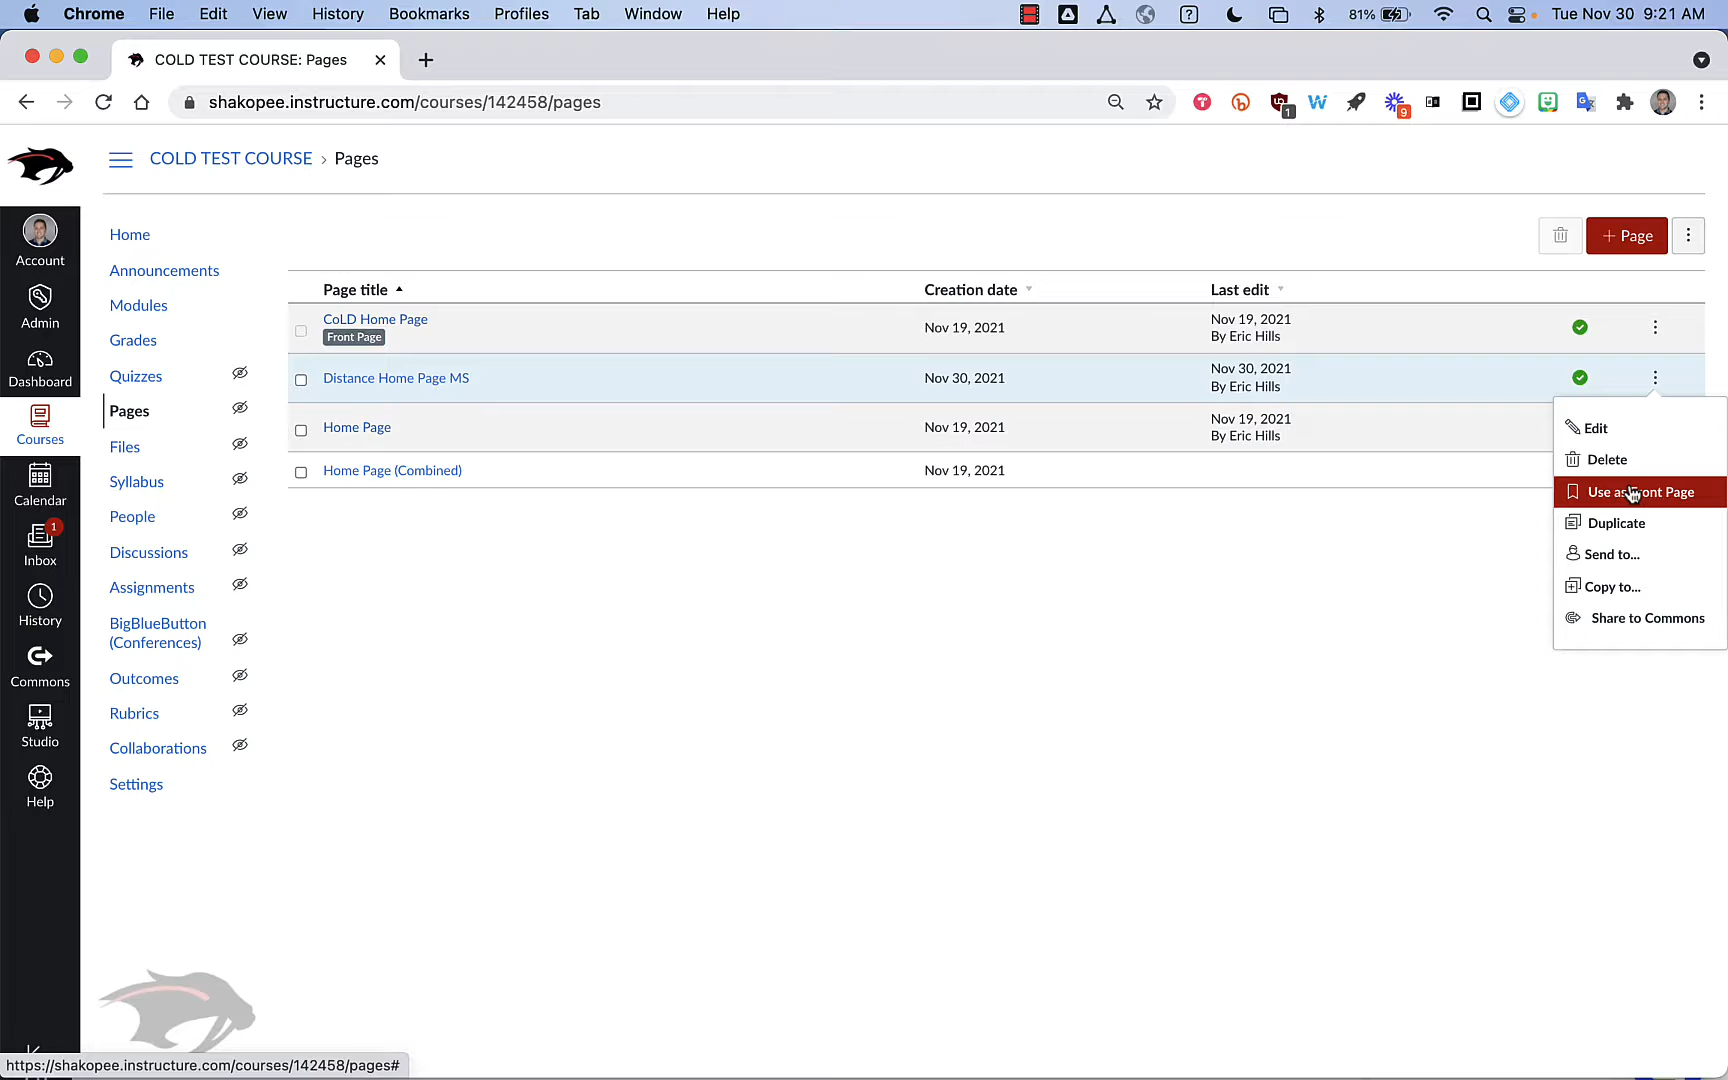 Chrome File Edit View History Bookmarks Profiles Tab Window Help 81% Tue Nov 30 9:21 AM
COLD TEST COURSE: Pages
shakopee.instructure.com/courses/142458/pages
1
9
COLD TEST COURSE › Pages
Account
Admin
Dashboard
Courses
Calendar
1
Inbox
History
Commons
Studio
Help
Home
Announcements
Modules
Grades
Quizzes
Pages
Files
Syllabus
People
Discussions
Assignments
BigBlueButton
(Conferences)
Outcomes
Rubrics
Collaborations
Settings
+ Page
Page title Creation date Last edit
CoLD Home Page
Front Page
Nov 19, 2021
Nov 19, 2021
By Eric Hills
Distance Home Page MS
Nov 30, 2021
Nov 30, 2021
By Eric Hills
Home Page
Nov 19, 2021
Nov 19, 2021
By Eric Hills
Home Page (Combined)
Nov 19, 2021
Edit
Delete
Use as Front Page
Duplicate
Send to...
Copy to...
Share to Commons
https://shakopee.instructure.com/courses/142458/pages#